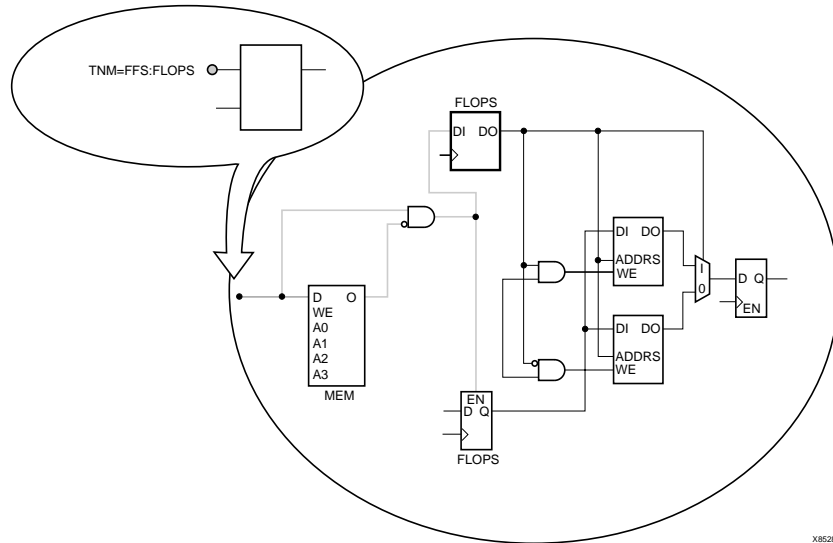 TNM=FFS:FLOPS
FLOPS
DI DO
DI DO
ADDRS
WE
I
0
D Q
EN
D O
WE
A0
A1
A2
A3
MEM
DI DO
ADDRS
WE
EN
D Q
FLOPS